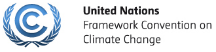 United Nations
Framework Convention on
Climate Change